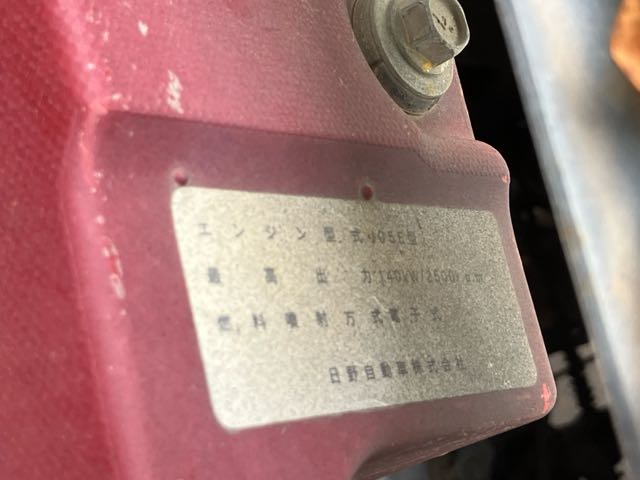 エンジン型式 J05E型
最高出力 140kW/2500r.p.m
燃料噴射方式 電子式
日野自動車株式会社